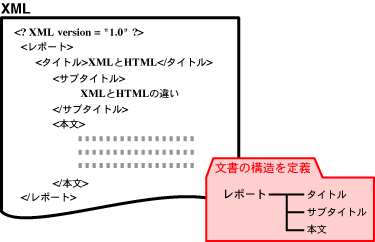 XML
<? XML version = "1.0" ?>
<レポート>
<タイトル>XMLとHTML</タイトル>
<サブタイトル>
XMLとHTMLの違い
</サブタイトル>
<本文>
</本文>
</レポート>
文書の構造を定義
レポート
タイトル
サブタイトル
本文